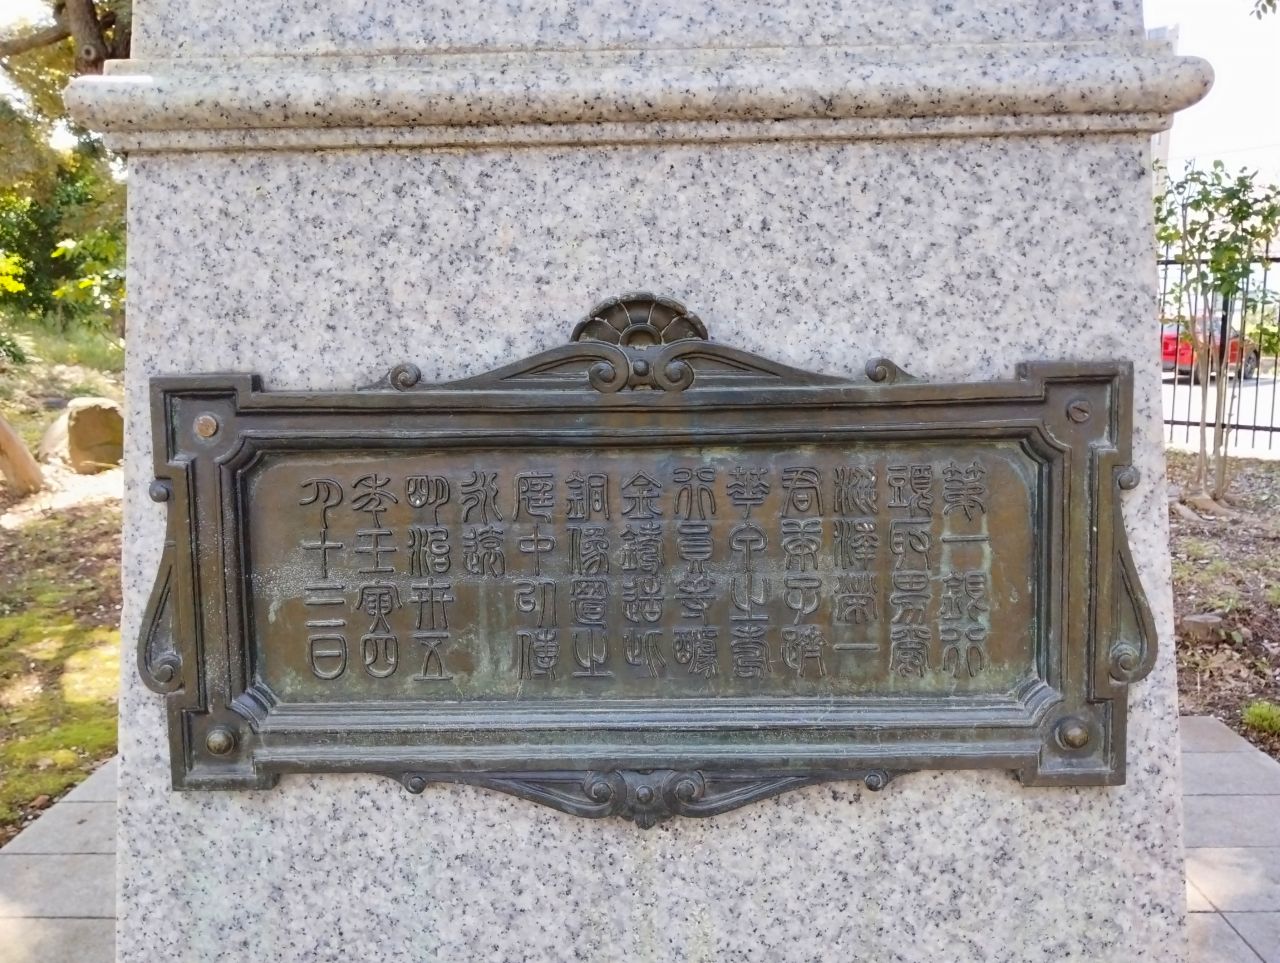 第一銀行
頭取男爵
澁澤榮一
君
華甲之壽
行員等醵
金鑄造此
銅像置之
庭中以傳
永遠
明治卅五
年壬寅四
月十三日